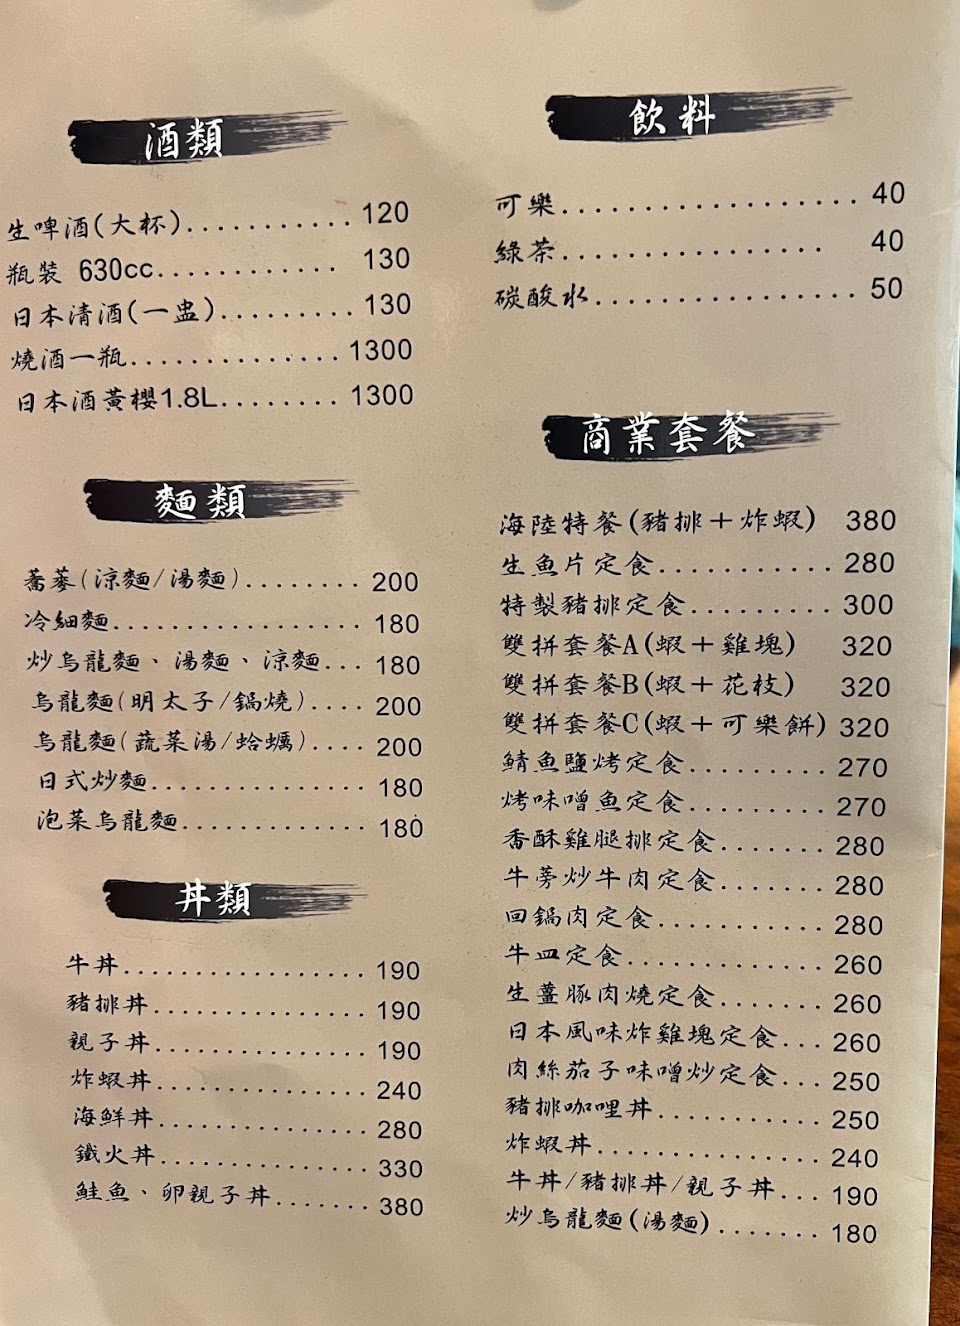 酒類
生啤酒(大杯)............120
瓶裝 630cc............ 130
日本清酒(一盅).........130
燒酒一瓶..............1300
日本酒黃櫻1.8L........1300
麵類
蕎蔘(涼麵/湯麵)........200
冷細麵.................180
炒烏龍麵、湯麵、涼麵...180
烏龍麵(明太子/鍋燒)....200
烏龍麵(蔬菜湯/蛤蠣)....200
日式炒麵...............180
泡菜烏龍麵.............180
丼類
牛丼.................190
豬排丼...............190
親子丼...............190
炸蝦丼...............240
海鮮丼...............280
鐵火丼...............330
鮭魚、卵親子丼.......380
飲料
可樂...................40
綠茶................ 40
碳酸水.................50
商業套餐
海陸特餐(豬排+炸蝦) 380
生魚片定食...........280
特製豬排定食.........300
雙拼套餐A(蝦+雞塊) 320
雙拼套餐B(蝦+花枝) 320
雙拼套餐C(蝦+可樂餅)320
鯖魚鹽烤定食.........270
烤味噌魚定食.........270
香酥雞腿排定食.......280
牛蒡炒牛肉定食.......280
回鍋肉定食...........280
牛皿定食.............260
生薑豚肉燒定食.......260
日本風味炸雞塊定食...260
肉絲茄子味噌炒定食...250
豬排咖哩丼...........250
炸蝦丼...............240
牛丼/豬排丼/親子丼...190
炒烏龍麵(湯麵).......180